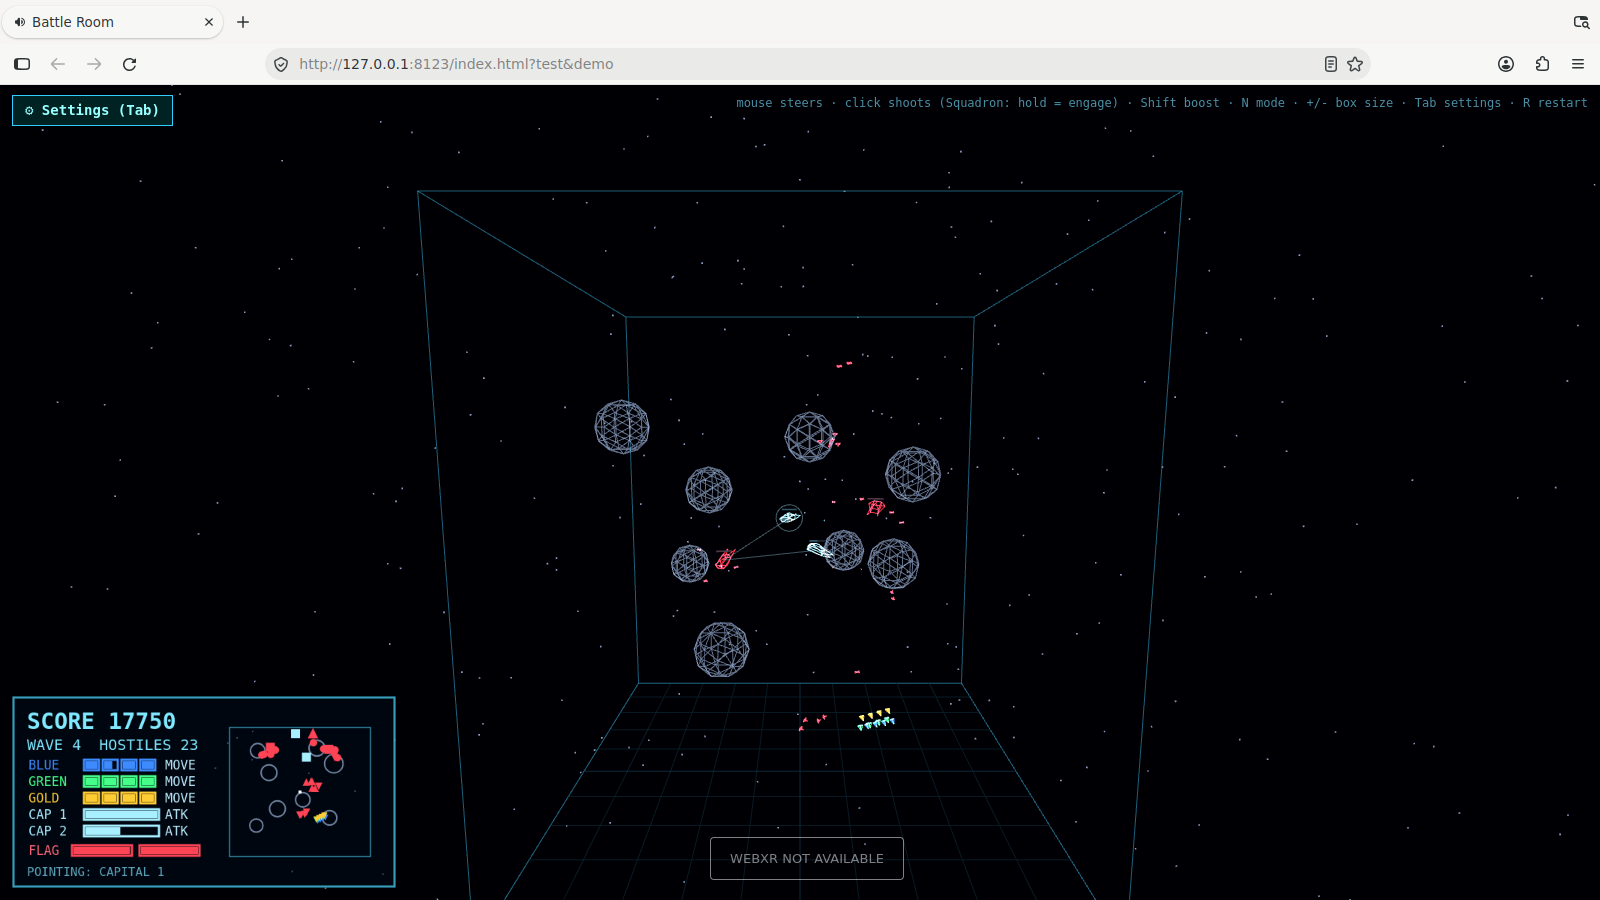 Battle Room
http://127.0.0.1:8123/index.html?test&demo
⚙ Settings (Tab)
mouse steers · click shoots (Squadron: hold = engage) · Shift boost · N mode · +/- box size · Tab settings · R restart
SCORE 17750
WAVE 4 HOSTILES 23
BLUE MOVE
GREEN MOVE
GOLD MOVE
CAP 1 ATK
CAP 2 ATK
FLAG
POINTING: CAPITAL 1
WEBXR NOT AVAILABLE